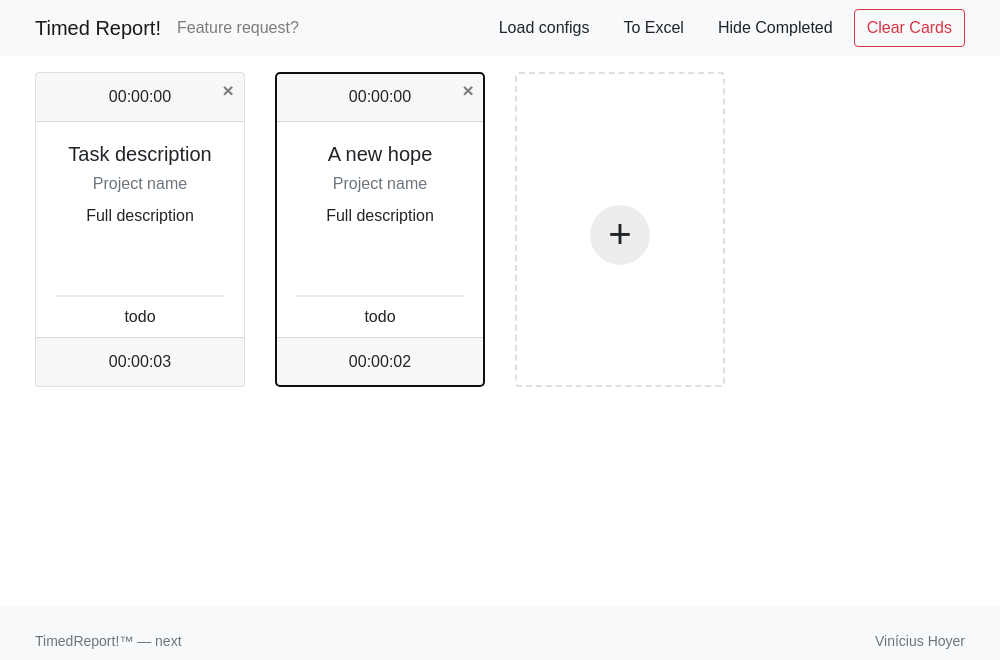 Timed Report! Feature request? Load configs To Excel Hide Completed Clear Cards
00:00:00 ×
Task description
Project name
Full description
todo
00:00:03
00:00:00 ×
A new hope
Project name
Full description
todo
00:00:02
+
TimedReport!™ — next Vinícius Hoyer